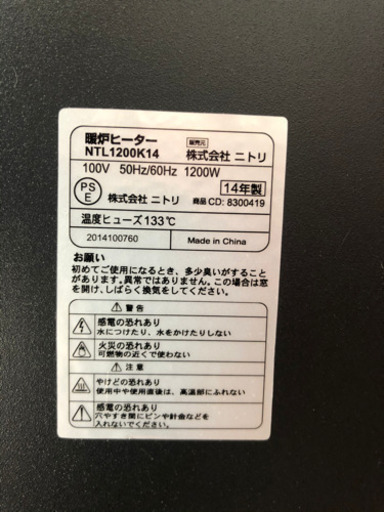 暖炉ヒーター 販売元
NTL1200K14 株式会社 ニトリ
100V 50Hz/60Hz 1200W
PS
E
株式会社 ニトリ
14年製
商品CD: 8300419
温度ヒューズ133℃
2014100760 Made in China
お願い
初めてご使用になるとき、多少臭いがすること
があります。異常ではありません。この場合は窓
を開け、しばらく換気をしてください。
警告
感電の恐れあり
水につけたり、水をかけたりしない
火災の恐れあり
可燃物の近くで使わない
注意
やけどの恐れあり
使用中や使用直後は、高温部にふれない
感電の恐れあり
穴やすき間にピンや針金などを
入れないでください